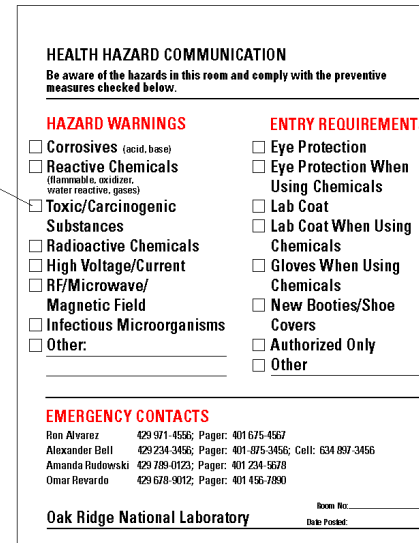 HEALTH HAZARD COMMUNICATION
Be aware of the hazards in this room and comply with the preventive
measures checked below.
HAZARD WARNINGS
Corrosives (acid, base)
Reactive Chemicals
(flammable, oxidizer,
water reactive, gases)
Toxic/Carcinogenic
Substances
Radioactive Chemicals
High Voltage/Current
RF/Microwave/
Magnetic Field
Infectious Microorganisms
Other:
ENTRY REQUIREMENT
Eye Protection
Eye Protection When
Using Chemicals
Lab Coat
Lab Coat When Using
Chemicals
Gloves When Using
Chemicals
New Booties/Shoe
Covers
Authorized Only
Other
EMERGENCY CONTACTS
Ron Alvarez 429 971-4556; Pager: 401 675-4567
Alexander Bell 429 234-3456; Pager: 401-875-3456; Cell: 634 897-3456
Amanda Rudowski 429 789-0123; Pager: 401 234-5678
Omar Revardo 429 678-9012; Pager: 401 456-7890
Room No:
Oak Ridge National Laboratory
Date Posted: